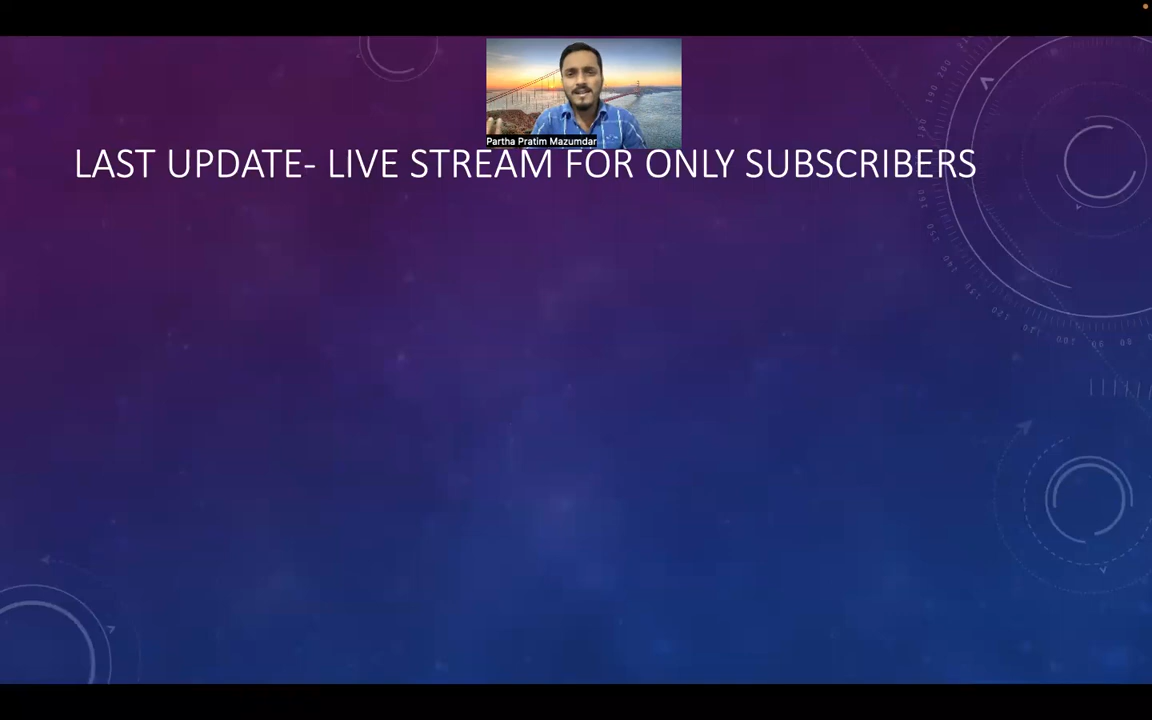 Partha Pratim Mazumdar
LAST UPDATE- LIVE STREAM FOR ONLY SUBSCRIBERS